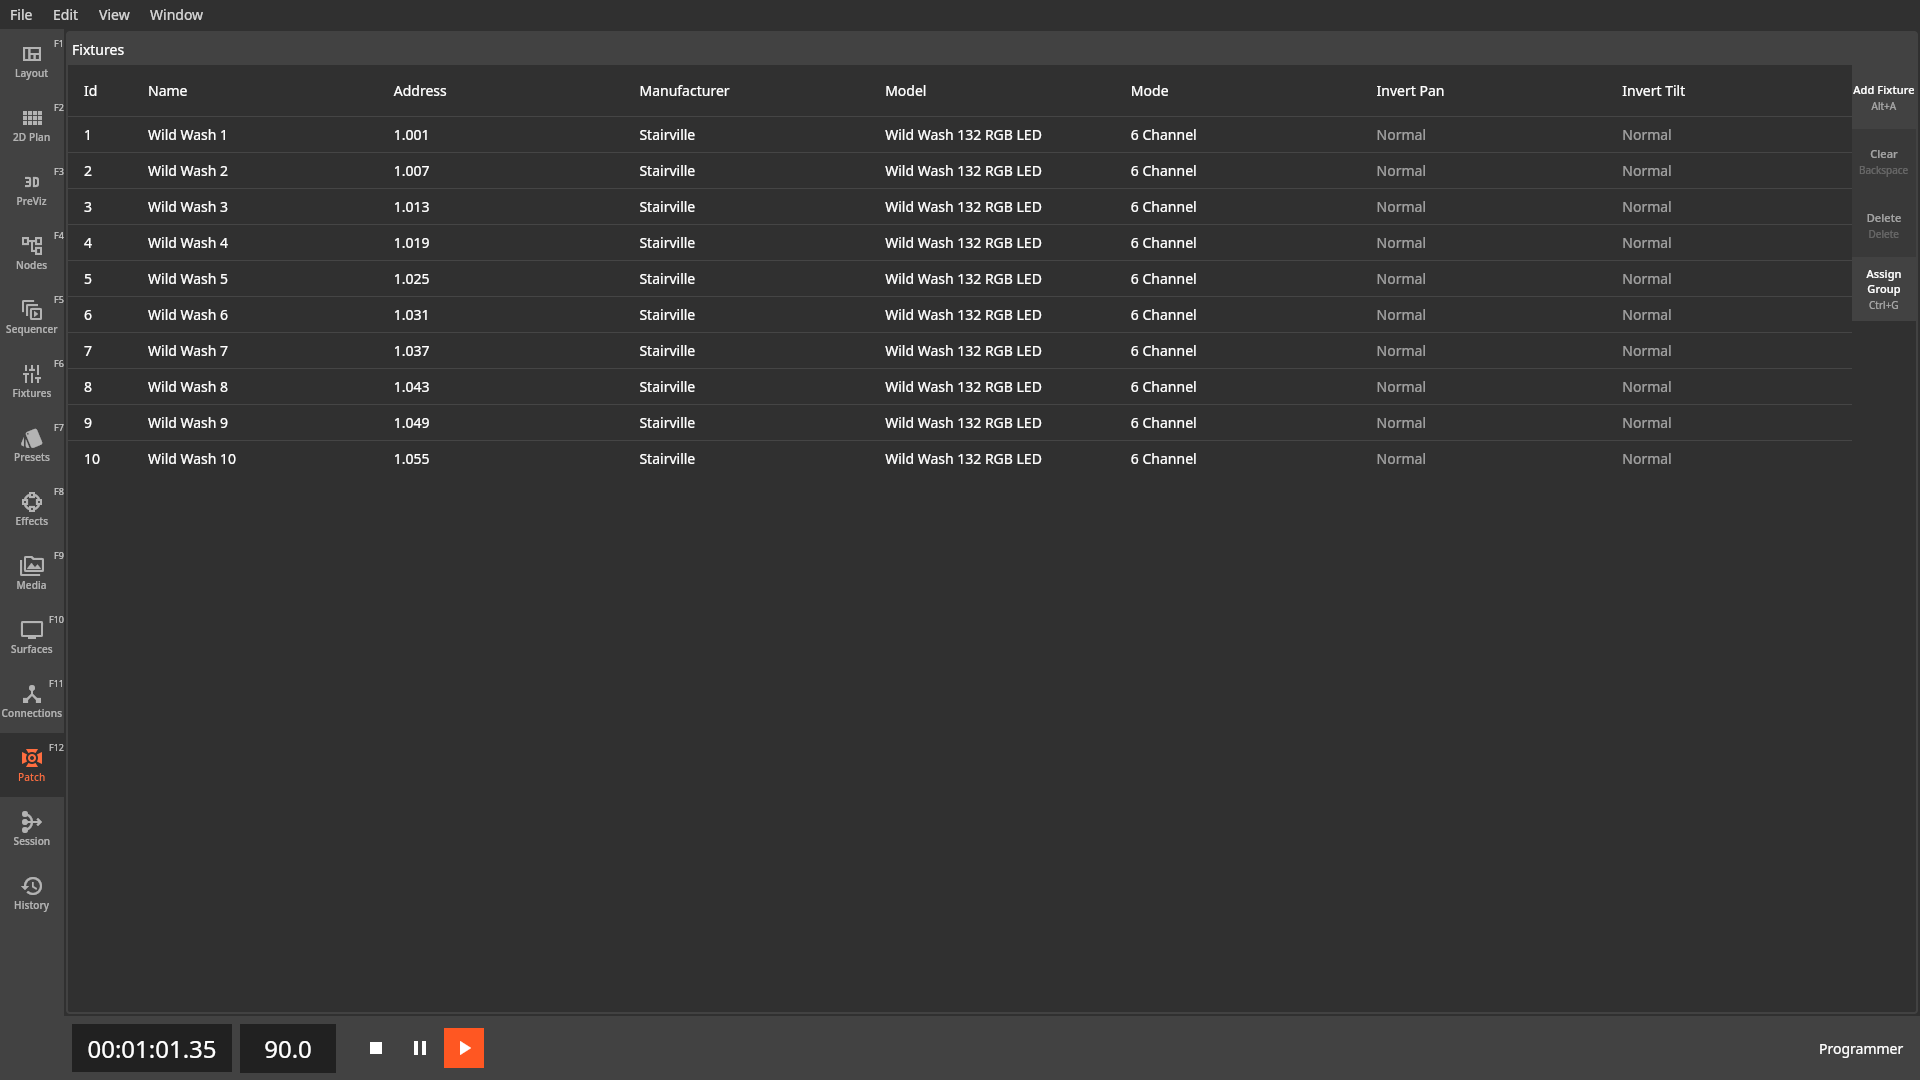 File Edit View Window
F1
Layout
F2
2D Plan
F3
3D
PreViz
F4
Nodes
F5
Sequencer
F6
Fixtures
F7
Presets
F8
Effects
F9
Media
F10
Surfaces
F11
Connections
F12
Patch
Session
History
Fixtures
Id Name Address Manufacturer Model Mode Invert Pan Invert Tilt
1 Wild Wash 1 1.001 Stairville Wild Wash 132 RGB LED 6 Channel Normal Normal
2 Wild Wash 2 1.007 Stairville Wild Wash 132 RGB LED 6 Channel Normal Normal
3 Wild Wash 3 1.013 Stairville Wild Wash 132 RGB LED 6 Channel Normal Normal
4 Wild Wash 4 1.019 Stairville Wild Wash 132 RGB LED 6 Channel Normal Normal
5 Wild Wash 5 1.025 Stairville Wild Wash 132 RGB LED 6 Channel Normal Normal
6 Wild Wash 6 1.031 Stairville Wild Wash 132 RGB LED 6 Channel Normal Normal
7 Wild Wash 7 1.037 Stairville Wild Wash 132 RGB LED 6 Channel Normal Normal
8 Wild Wash 8 1.043 Stairville Wild Wash 132 RGB LED 6 Channel Normal Normal
9 Wild Wash 9 1.049 Stairville Wild Wash 132 RGB LED 6 Channel Normal Normal
10 Wild Wash 10 1.055 Stairville Wild Wash 132 RGB LED 6 Channel Normal Normal
Add Fixture
Alt+A
Clear
Backspace
Delete
Delete
Assign
Group
Ctrl+G
00:01:01.35 90.0 Programmer